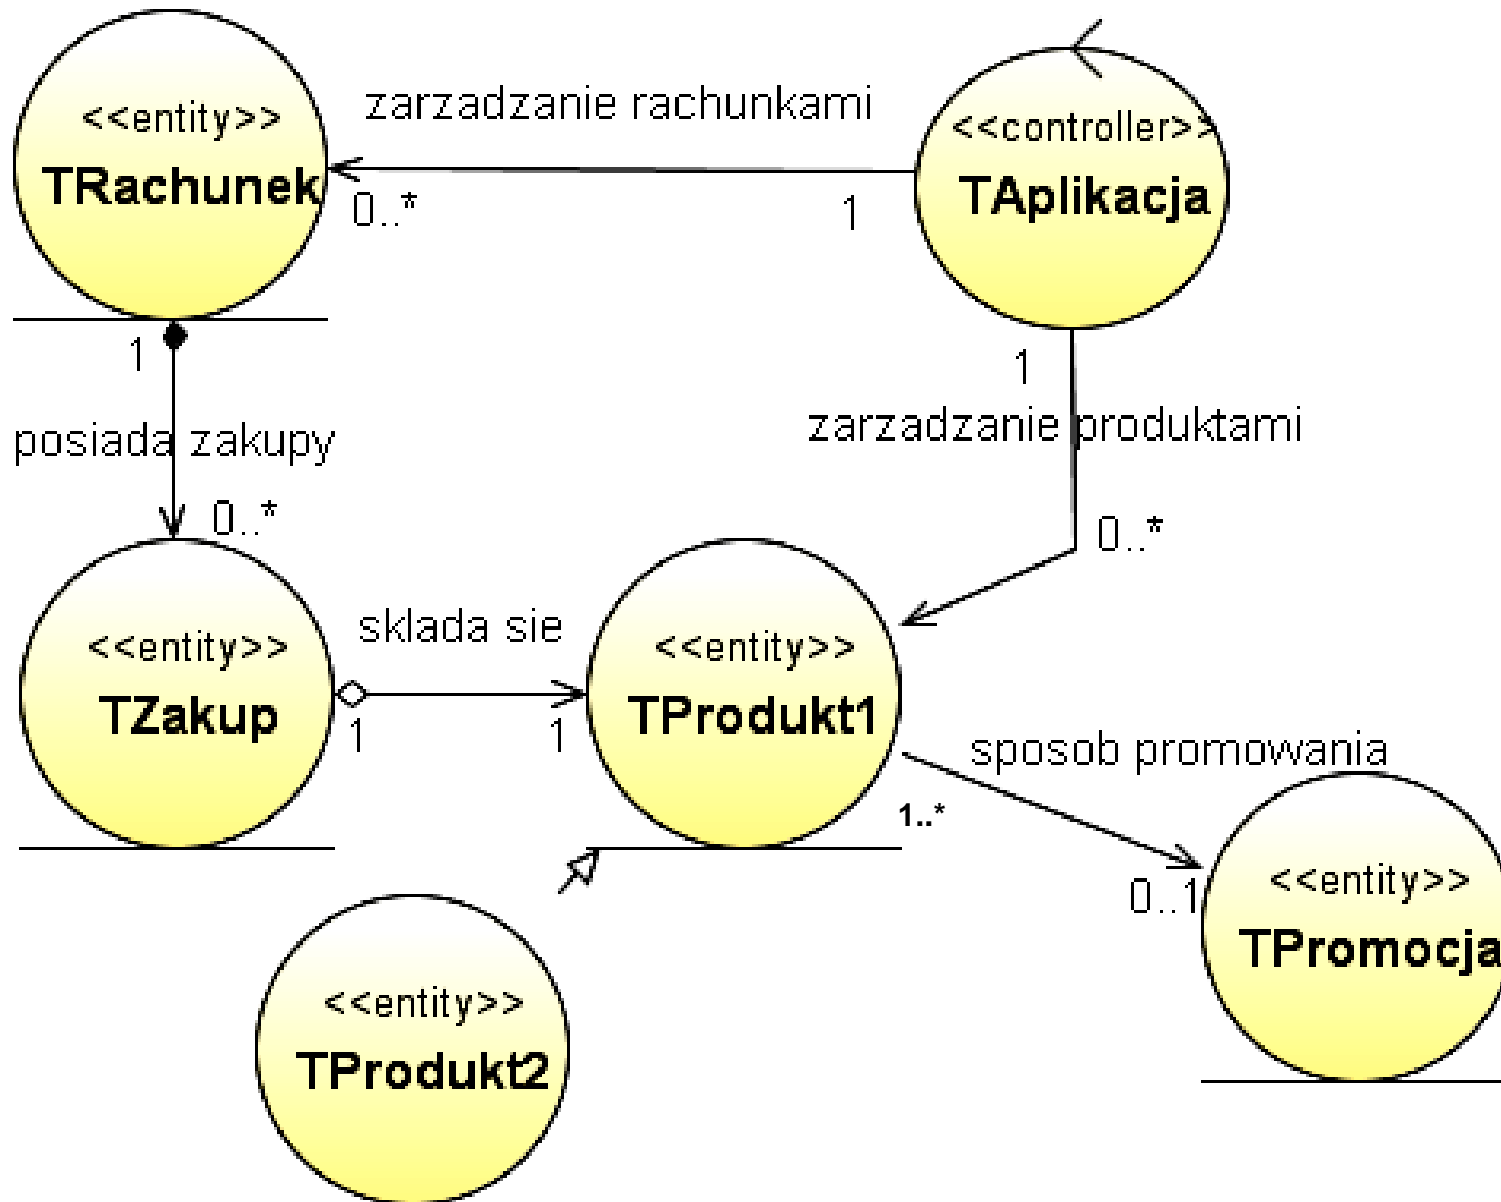 zarzadzanie rachunkami
<<entity>>
TRachunek
<<controller>>
TAplikacja
0..*
1
1
1
posiada zakupy
zarzadzanie produktami
0..*
0..*
<<entity>>
TZakup
sklada sie
1
1
<<entity>>
TProdukt1
sposob promowania
1..*
0..1
<<entity>>
TPromocja
<<entity>>
TProdukt2